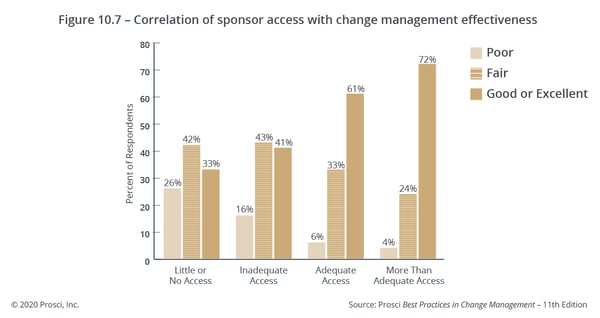 Figure 10.7 – Correlation of sponsor access with change management effectiveness
Poor
Fair
Good or Excellent
Percent of Respondents
80
70
60
50
40
30
20
10
0
26%
42%
33%
16%
43%
41%
6%
33%
61%
4%
24%
72%
Little or
No Access
Inadequate
Access
Adequate
Access
More Than
Adequate Access
© 2020 Prosci, Inc.
Source: Prosci Best Practices in Change Management – 11th Edition